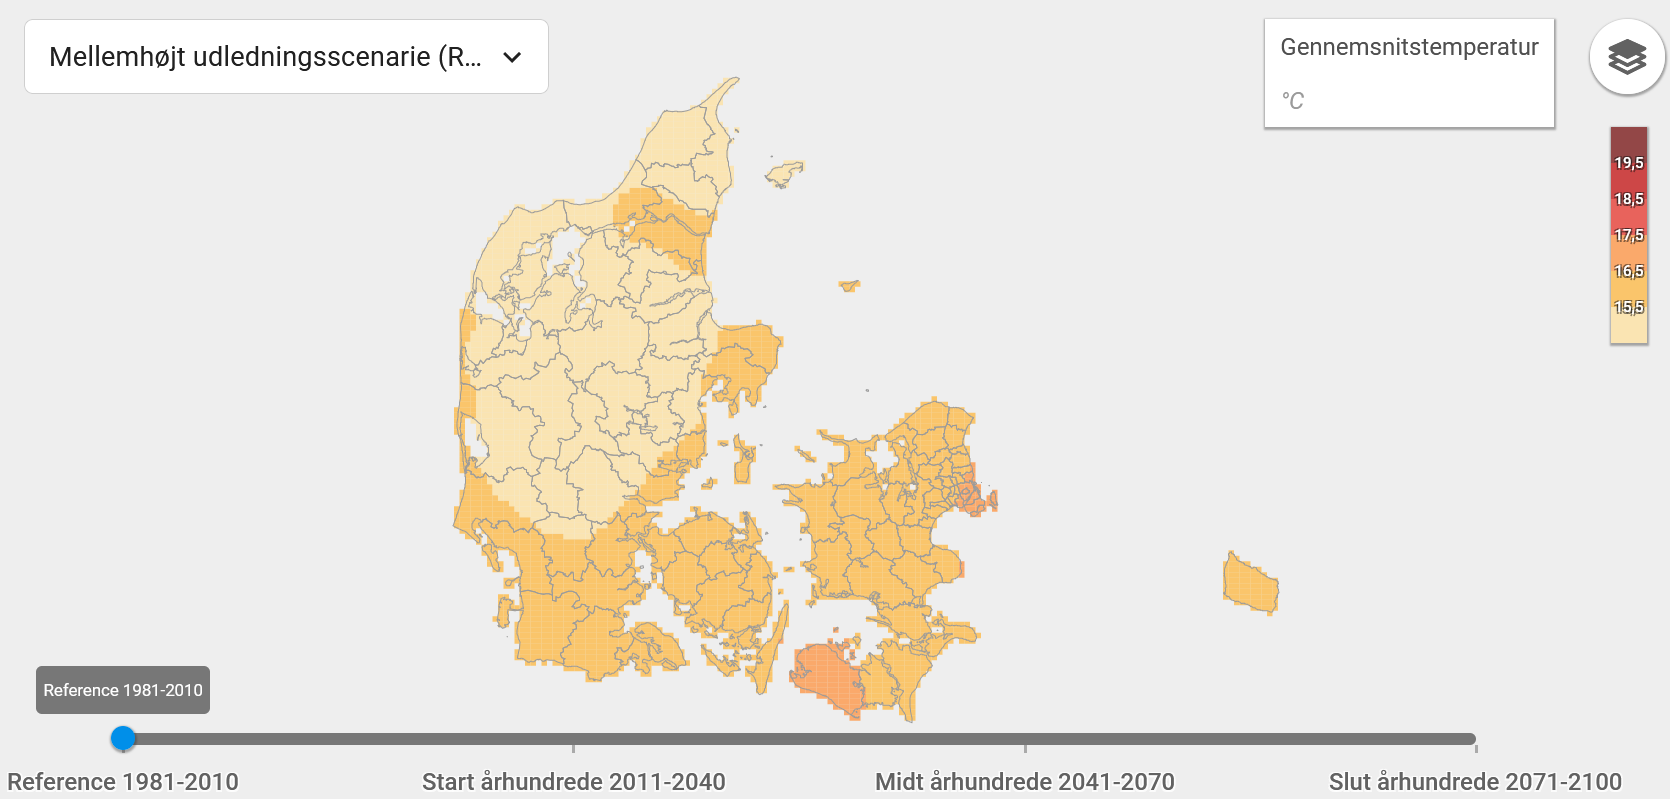 Mellemhøjt udledningsscenarie (R...
Gennemsnitstemperatur
°C
19,5
18,5
17,5
16,5
15,5
Reference 1981-2010
Reference 1981-2010
Start århundrede 2011-2040
Midt århundrede 2041-2070
Slut århundrede 2071-2100